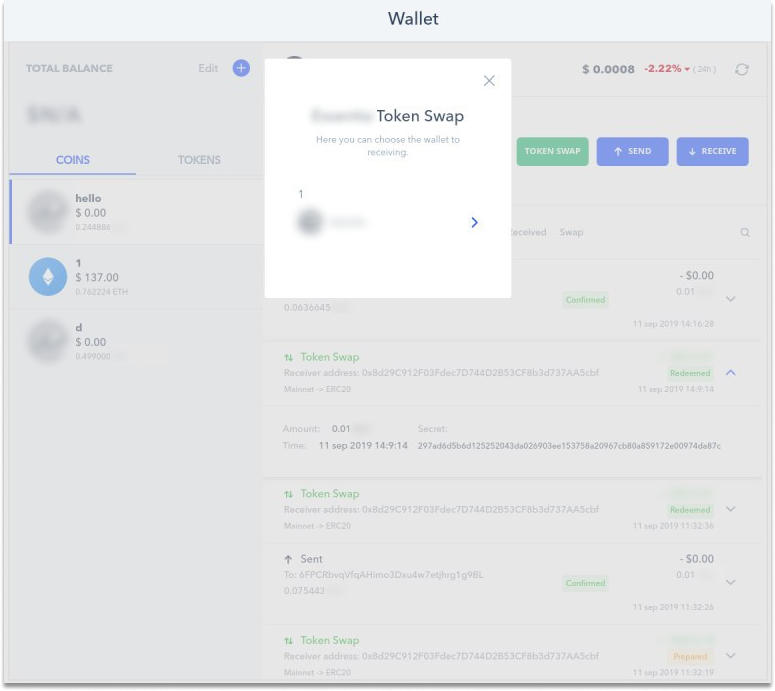 Wallet
TOTAL BALANCE Edit
$ 0.0008 -2.22% (24h)
Token Swap
Here you can choose the wallet to
receiving.
COINS TOKENS
TOKEN SWAP SEND RECEIVE
hello
$ 0.00
0.244886
1
1
$ 137.00
0.762224 ETH
d
$ 0.00
0.499000
Received Swap
- $0.00
0.01
0.0636645 Confirmed
11 sep 2019 14:16:28
Token Swap
Receiver address: 0x8d29C912F03Fdec7D744D2B53CF8b3d737AA5cbf Redeemed
Mainnet -> ERC20 11 sep 2019 14:9:14
Amount: 0.01 Secret:
Time: 11 sep 2019 14:9:14 297ad6d5b6d125252043da026903ee153758a20967cb80a859172e00974da87c
Token Swap
Receiver address: 0x8d29C912F03Fdec7D744D2B53CF8b3d737AA5cbf Redeemed
Mainnet -> ERC20 11 sep 2019 11:32:36
Sent - $0.00
To: 6FPCRbvqVfqAHimo3Dxu4w7etjhrg1g9BL 0.01
0.075443 Confirmed
11 sep 2019 11:32:26
Token Swap
Receiver address: 0x8d29C912F03Fdec7D744D2B53CF8b3d737AA5cbf Prepared
Mainnet -> ERC20 11 sep 2019 11:32:19